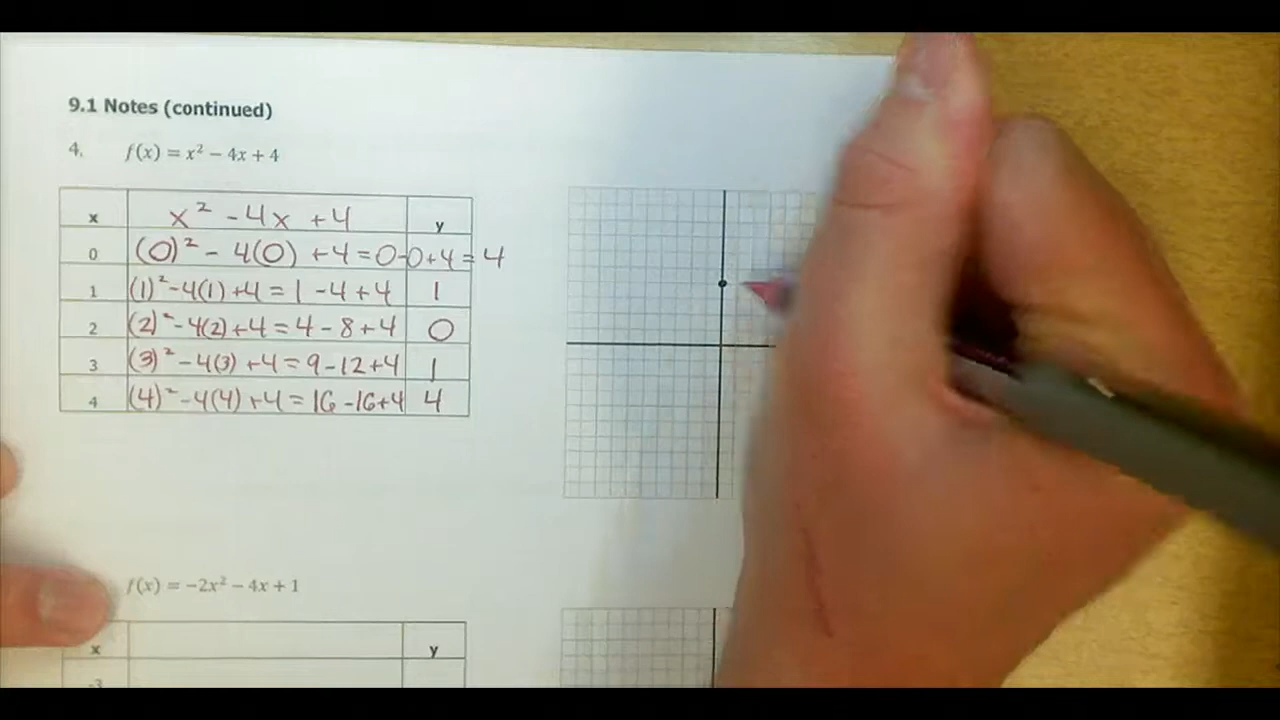 9.1 Notes (continued)
4. f(x) = x² − 4x + 4
x x² - 4x + 4 y
0 (0)² - 4(0) + 4 = 0-0+4 = 4
1 (1)² - 4(1) + 4 = 1 - 4 + 4 1
2 (2)² - 4(2) + 4 = 4 - 8 + 4 0
3 (3)² - 4(3) + 4 = 9 - 12 + 4 1
4 (4)² - 4(4) + 4 = 16 - 16 + 4 4
f(x) = −2x² − 4x + 1
x y
-3